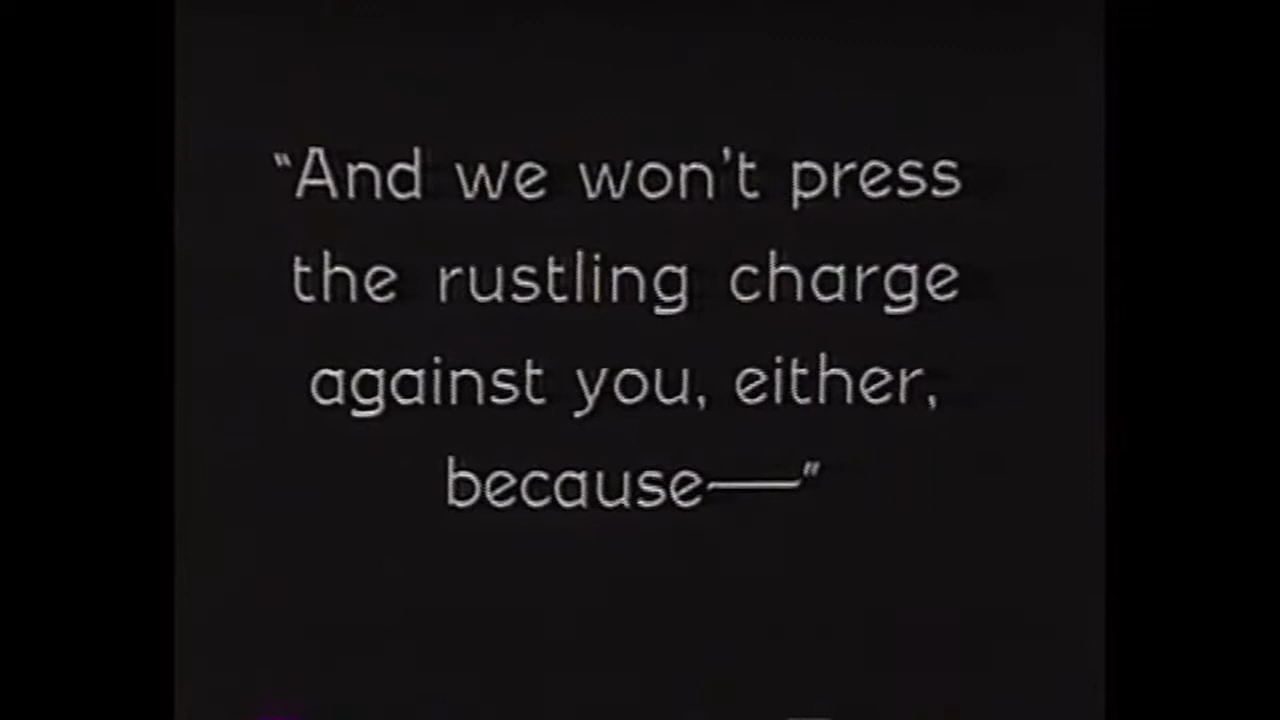 “And we won't press
the rustling charge
against you, either,
because—”